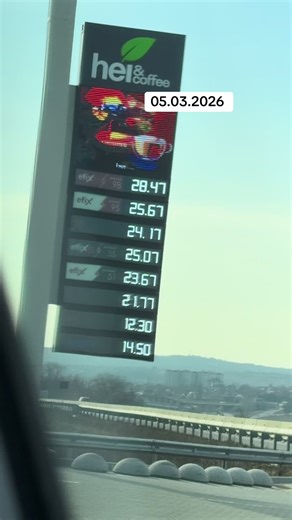 hei & coffee
05.03.2026
efix 28.47
efix 25.67
24.17
efix 25.07
efix 23.67
21.77
12.30
14.50